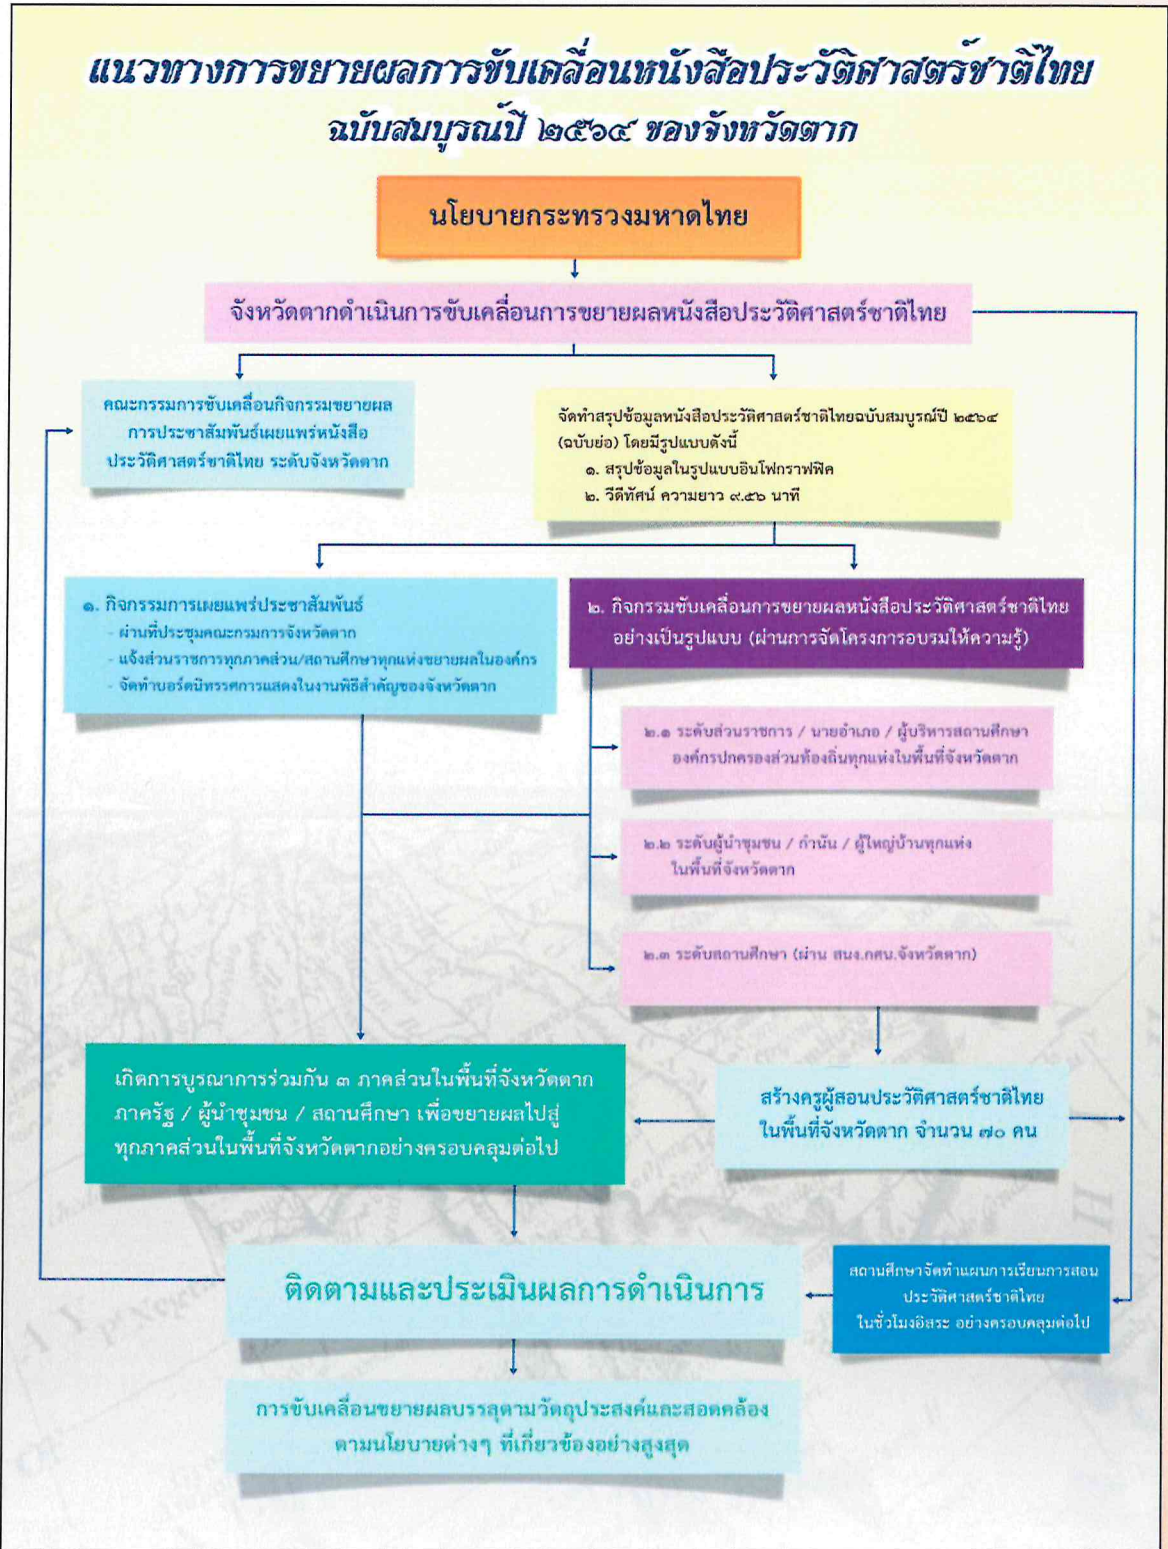 แนวทางการขยายผลการขับเคลื่อนหนังสือประวัติศาสตร์ชาติไทย
ฉบับสมบูรณ์ปี ๒๕๖๔ ของจังหวัดตาก
นโยบายกระทรวงมหาดไทย
จังหวัดตากดำเนินการขับเคลื่อนการขยายผลหนังสือประวัติศาสตร์ชาติไทย
คณะกรรมการขับเคลื่อนกิจกรรมขยายผล
การประชาสัมพันธ์เผยแพร่หนังสือ
ประวัติศาสตร์ชาติไทย ระดับจังหวัดตาก
จัดทำสรุปข้อมูลหนังสือประวัติศาสตร์ชาติไทยฉบับสมบูรณ์ปี ๒๕๖๔
(ฉบับย่อ) โดยมีรูปแบบดังนี้
๑. สรุปข้อมูลในรูปแบบอินโฟกราฟฟิค
๒. วีดีทัศน์ ความยาว ๙.๕๖ นาที
๑. กิจกรรมการเผยแพร่ประชาสัมพันธ์
- ผ่านที่ประชุมคณะกรมการจังหวัดตาก
- แจ้งส่วนราชการทุกภาคส่วน/สถานศึกษาทุกแห่งขยายผลในองค์กร
- จัดทำบอร์ดนิทรรศการแสดงในงานพิธีสำคัญของจังหวัดตาก
๒. กิจกรรมขับเคลื่อนการขยายผลหนังสือประวัติศาสตร์ชาติไทย
อย่างเป็นรูปแบบ (ผ่านการจัดโครงการอบรมให้ความรู้)
๒.๑ ระดับส่วนราชการ / นายอำเภอ / ผู้บริหารสถานศึกษา
องค์กรปกครองส่วนท้องถิ่นทุกแห่งในพื้นที่จังหวัดตาก
๒.๒ ระดับผู้นำชุมชน / กำนัน / ผู้ใหญ่บ้านทุกแห่ง
ในพื้นที่จังหวัดตาก
๒.๓ ระดับสถานศึกษา (ผ่าน สนง.กศน.จังหวัดตาก)
เกิดการบูรณาการร่วมกัน ๓ ภาคส่วนในพื้นที่จังหวัดตาก
ภาครัฐ / ผู้นำชุมชน / สถานศึกษา เพื่อขยายผลไปสู่
ทุกภาคส่วนในพื้นที่จังหวัดตากอย่างครอบคลุมต่อไป
สร้างครูผู้สอนประวัติศาสตร์ชาติไทย
ในพื้นที่จังหวัดตาก จำนวน ๗๐ คน
ติดตามและประเมินผลการดำเนินการ
สถานศึกษาจัดทำแผนการเรียนการสอน
ประวัติศาสตร์ชาติไทย
ในชั่วโมงอิสระ อย่างครอบคลุมต่อไป
การขับเคลื่อนขยายผลบรรลุตามวัตถุประสงค์และสอดคล้อง
ตามนโยบายต่างๆ ที่เกี่ยวข้องอย่างสูงสุด